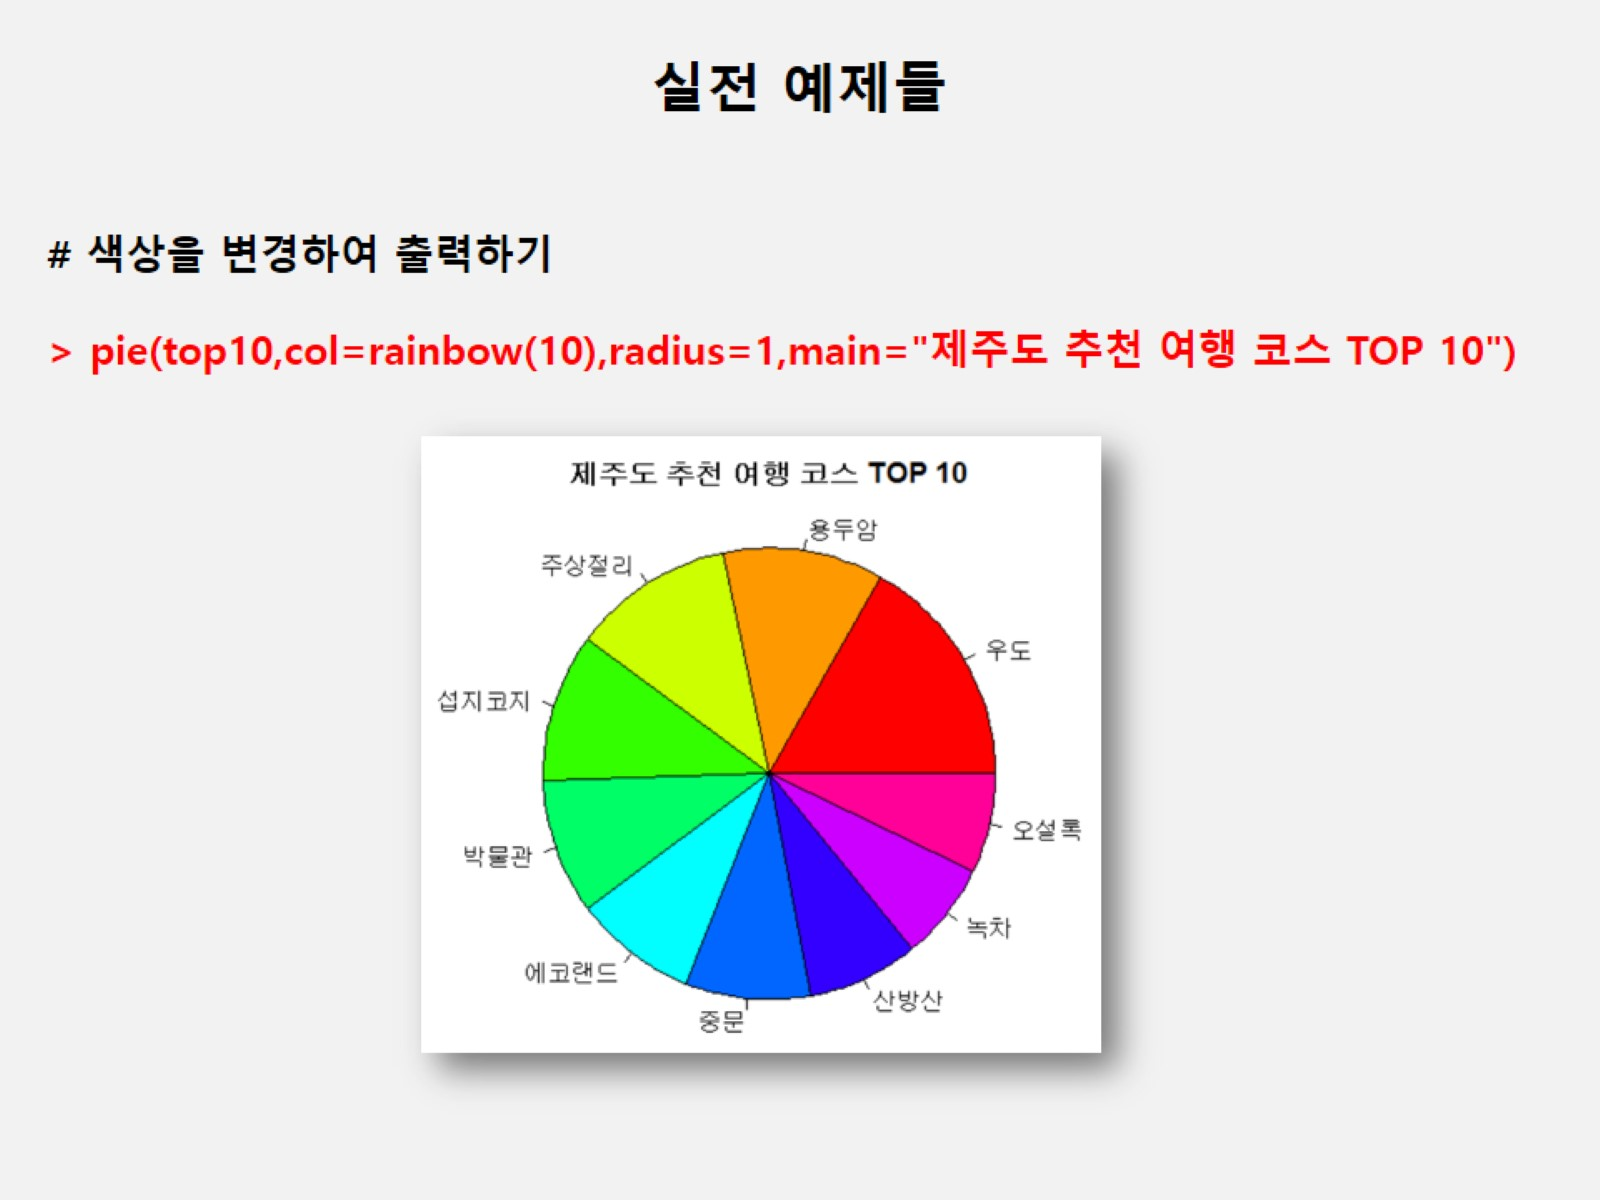 실전 예제들
# 색상을 변경하여 출력하기
> pie(top10,col=rainbow(10),radius=1,main="제주도 추천 여행 코스 TOP 10")
제주도 추천 여행 코스 TOP 10
용두암
주상절리
우도
섭지코지
오설록
박물관
녹차
에코랜드
산방산
중문